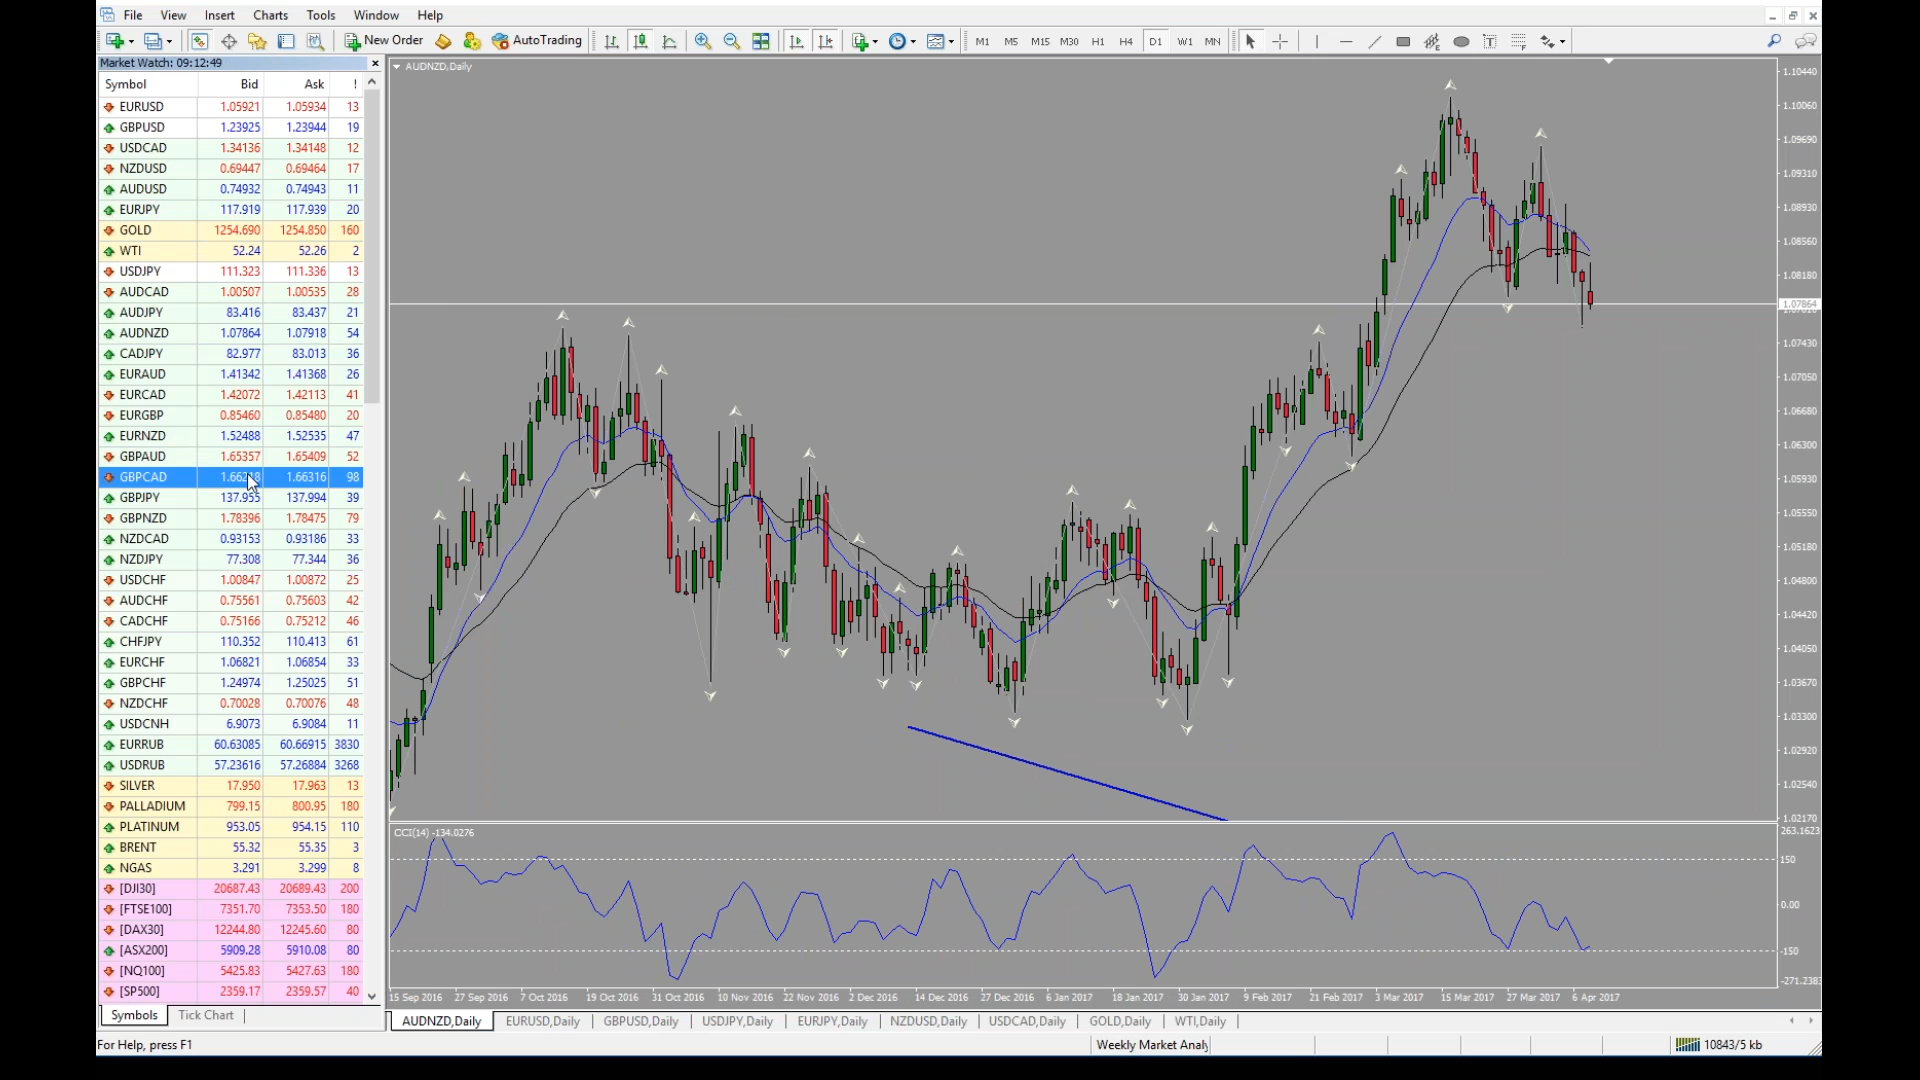 File View Insert Charts Tools Window Help
New Order AutoTrading M1 M5 M15 M30 H1 H4 D1 W1 MN
Market Watch: 09:12:49
Symbol Bid Ask !
EURUSD 1.05921 1.05934 13
GBPUSD 1.23925 1.23944 19
USDCAD 1.34136 1.34148 12
NZDUSD 0.69447 0.69464 17
AUDUSD 0.74932 0.74943 11
EURJPY 117.919 117.939 20
GOLD 1254.690 1254.850 160
WTI 52.24 52.26 2
USDJPY 111.323 111.336 13
AUDCAD 1.00507 1.00535 28
AUDJPY 83.416 83.437 21
AUDNZD 1.07864 1.07918 54
CADJPY 82.977 83.013 36
EURAUD 1.41342 1.41368 26
EURCAD 1.42072 1.42113 41
EURGBP 0.85460 0.85480 20
EURNZD 1.52488 1.52535 47
GBPAUD 1.65357 1.65409 52
GBPCAD 1.66316 98
GBPJPY 137.955 137.994 39
GBPNZD 1.78396 1.78475 79
NZDCAD 0.93153 0.93186 33
NZDJPY 77.308 77.344 36
USDCHF 1.00847 1.00872 25
AUDCHF 0.75561 0.75603 42
CADCHF 0.75166 0.75212 46
CHFJPY 110.352 110.413 61
EURCHF 1.06821 1.06854 33
GBPCHF 1.24974 1.25025 51
NZDCHF 0.70028 0.70076 48
USDCNH 6.9073 6.9084 11
EURRUB 60.63085 60.66915 3830
USDRUB 57.23616 57.26884 3268
SILVER 17.950 17.963 13
PALLADIUM 799.15 800.95 180
PLATINUM 953.05 954.15 110
BRENT 55.32 55.35 3
NGAS 3.291 3.299 8
[DJI30] 20687.43 20689.43 200
[FTSE100] 7351.70 7353.50 180
[DAX30] 12244.80 12245.60 80
[ASX200] 5909.28 5910.08 80
[NQ100] 5425.83 5427.63 180
[SP500] 2359.17 2359.57 40
Symbols Tick Chart
AUDNZD,Daily
1.10440
1.10060
1.09690
1.09310
1.08930
1.08560
1.08180
1.07864
1.07430
1.07050
1.06680
1.06300
1.05930
1.05550
1.05180
1.04800
1.04420
1.04050
1.03670
1.03300
1.02920
1.02540
1.02170
CCI(14) -134.0276
263.1623
150
0.00
-150
-271.238
15 Sep 2016 27 Sep 2016 7 Oct 2016 19 Oct 2016 31 Oct 2016 10 Nov 2016 22 Nov 2016 2 Dec 2016 14 Dec 2016 27 Dec 2016 6 Jan 2017 18 Jan 2017 30 Jan 2017 9 Feb 2017 21 Feb 2017 3 Mar 2017 15 Mar 2017 27 Mar 2017 6 Apr 2017
AUDNZD,Daily EURUSD,Daily GBPUSD,Daily USDJPY,Daily EURJPY,Daily NZDUSD,Daily USDCAD,Daily GOLD,Daily WTI,Daily
For Help, press F1 Weekly Market Analy 10843/5 kb